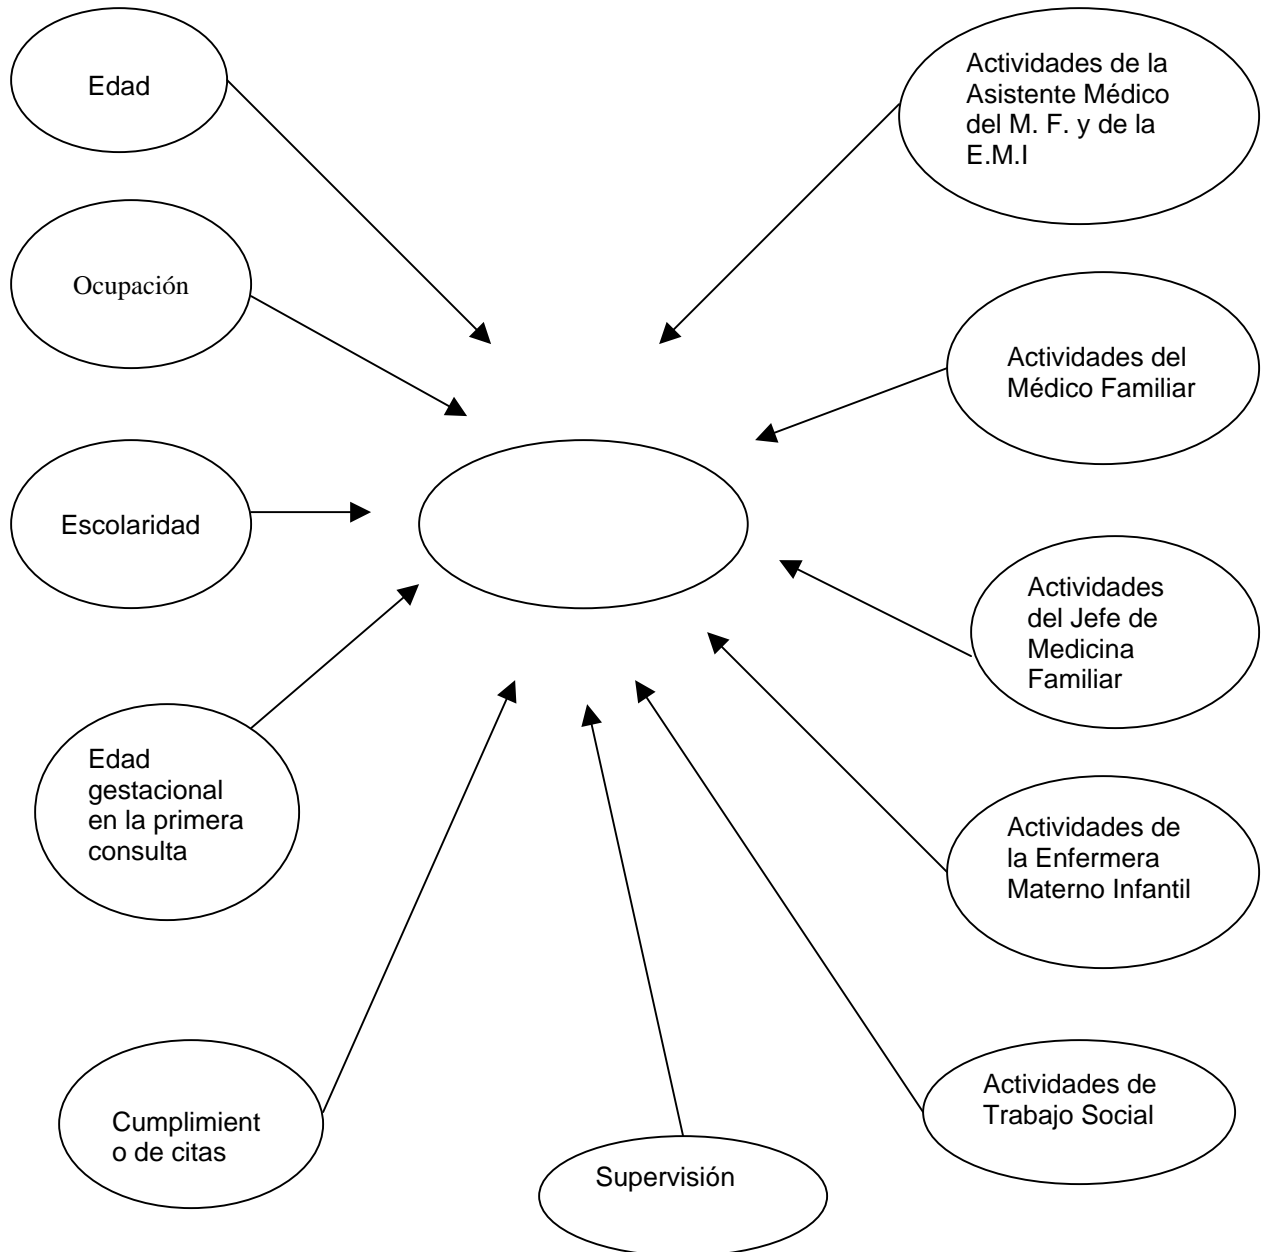 Edad
Ocupación
Escolaridad
Edad
gestacional
en la primera
consulta
Cumplimient
o de citas
Supervisión
Actividades de la
Asistente Médico
del M. F. y de la
E.M.I
Actividades del
Médico Familiar
Actividades
del Jefe de
Medicina
Familiar
Actividades de
la Enfermera
Materno Infantil
Actividades de
Trabajo Social